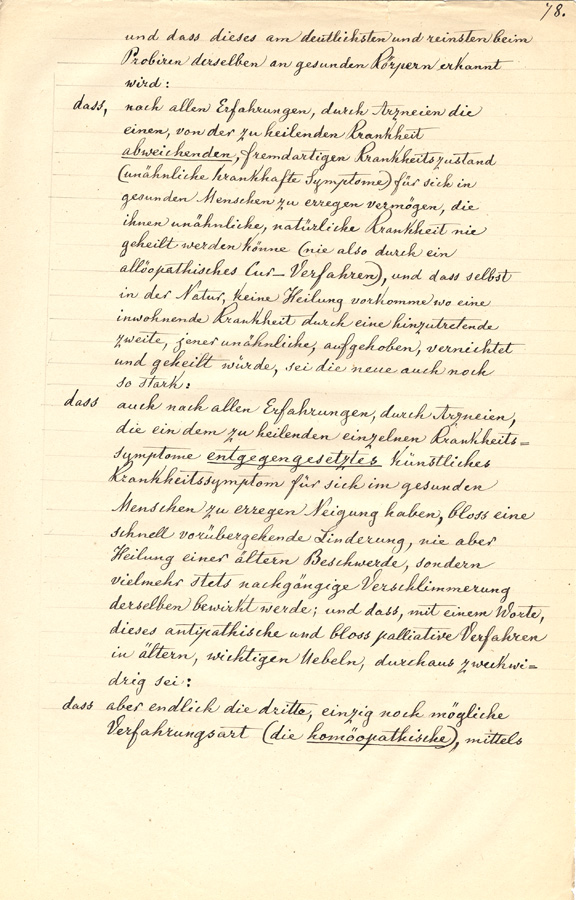 78.
und dass dieses am deutlichsten und reinsten beim
Probiren derselben an gesunden Körpern erkannt
wird:
dass, nach allen Erfahrungen, durch Arzneien die
einen, von der zu heilenden Krankheit
abweichenden, fremdartigen Krankheitszustand
(unähnliche krankhafte Symptome) für sich in
gesunden Menschen zu erregen vermögen, die
ihnen unähnliche, natürliche Krankheit nie
geheilt werden könne (nie also durch ein
allöopathisches Cur-Verfahren), und dass selbst
in der Natur, keine Heilung vorkomme wo eine
inwohnende Krankheit durch eine hinzutretende
zweite, jener unähnliche, aufgehoben, vernichtet
und geheilt würde, sei die neue auch noch
so stark:
dass auch nach allen Erfahrungen, durch Arzneien,
die ein dem zu heilenden einzelnen Krankheits=
symptome entgegengesetztes künstliches
Krankheitssymptom für sich im gesunden
Menschen zu erregen Neigung haben, bloss eine
schnell vorübergehende Linderung, nie aber
Heilung einer ältern Beschwerde, sondern
vielmehr stets nachgängige Verschlimmerung
derselben bewirkt werde; und dass, mit einem Worte,
dieses antipathische und bloss palliative Verfahren
in ältern, wichtigen Uebeln, durchaus zweckwi=
drig sei:
dass aber endlich die dritte, einzig noch mögliche
Verfahrungsart (die homöopathische), mittels